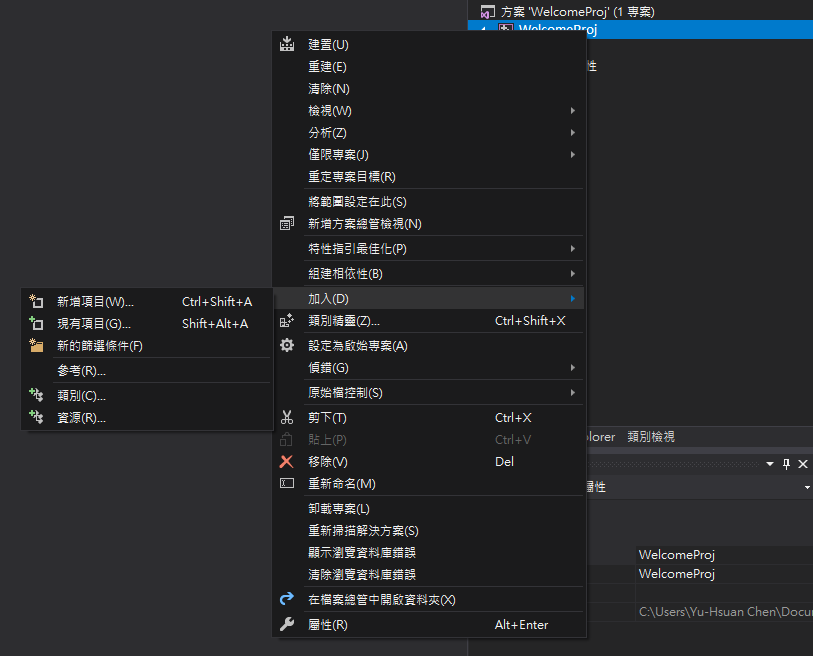 方案 'WelcomeProj' (1 專案)
WelcomeProj
性
建置(U)
重建(E)
清除(N)
檢視(W)
分析(Z)
僅限專案(J)
重定專案目標(R)
將範圍設定在此(S)
新增方案總管檢視(N)
特性指引最佳化(P)
組建相依性(B)
加入(D)
類別精靈(Z)... Ctrl+Shift+X
設定為啟始專案(A)
偵錯(G)
原始檔控制(S)
剪下(T) Ctrl+X
貼上(P) Ctrl+V
移除(V) Del
重新命名(M)
卸載專案(L)
重新掃描解決方案(S)
顯示瀏覽資料庫錯誤
清除瀏覽資料庫錯誤
在檔案總管中開啟資料夾(X)
屬性(R) Alt+Enter
新增項目(W)... Ctrl+Shift+A
現有項目(G)... Shift+Alt+A
新的篩選條件(F)
參考(R)...
類別(C)...
資源(R)...
plorer 類別檢視
屬性
WelcomeProj
WelcomeProj
C:\Users\Yu-Hsuan Chen\Docu